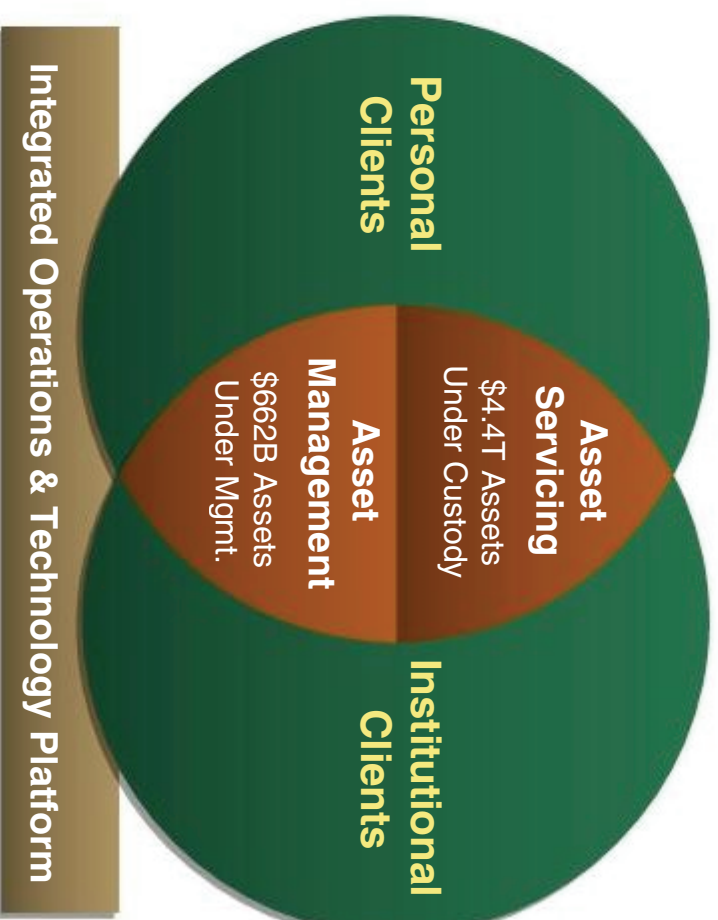 Personal
Clients
Asset
Servicing
$4.4T Assets
Under Custody
Asset
Management
$662B Assets
Under Mgmt.
Institutional
Clients
Integrated Operations & Technology Platform